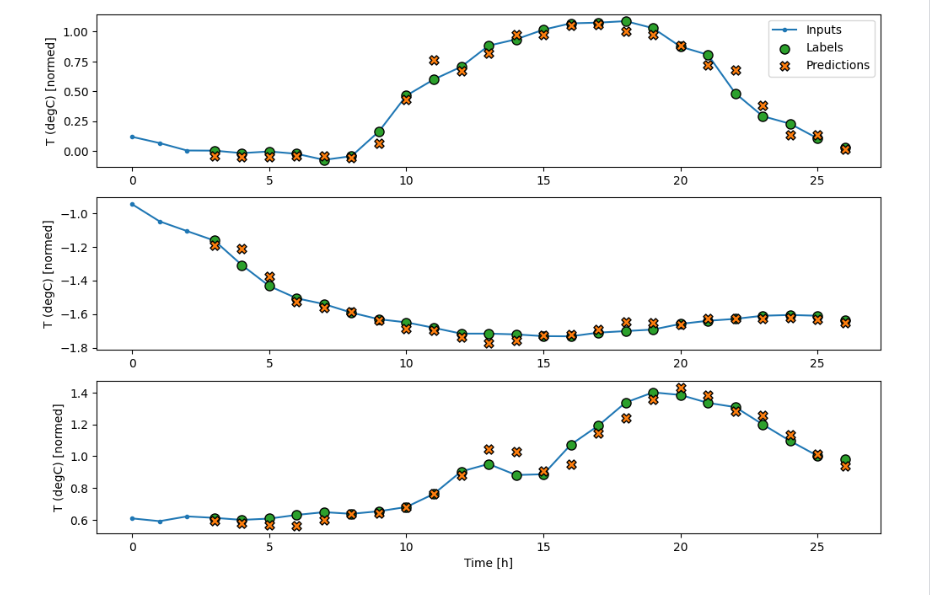 T (degC) [normed]
1.00
0.75
0.50
0.25
0.00
Inputs
Labels
Predictions
0 5 10 15 20 25
T (degC) [normed]
−1.0
−1.2
−1.4
−1.6
−1.8
0 5 10 15 20 25
T (degC) [normed]
1.4
1.2
1.0
0.8
0.6
0 5 10 15 20 25
Time [h]